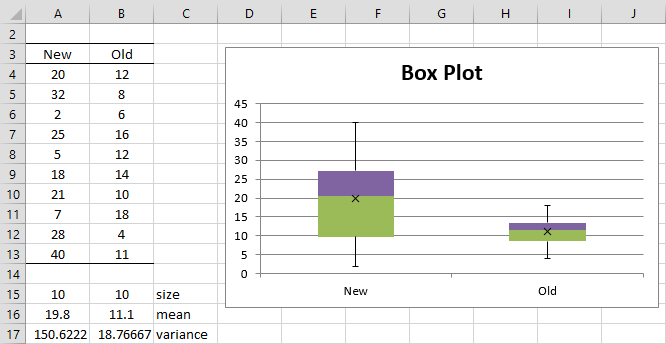 A B C D E F G H I J
2
3 New Old
4 20 12
5 32 8
6 2 6
7 25 16
8 5 12
9 18 14
10 21 10
11 7 18
12 28 4
13 40 11
14
15 10 10 size
16 19.8 11.1 mean
17 150.6222 18.76667 variance
Box Plot
45
40
35
30
25
20
15
10
5
0
New Old